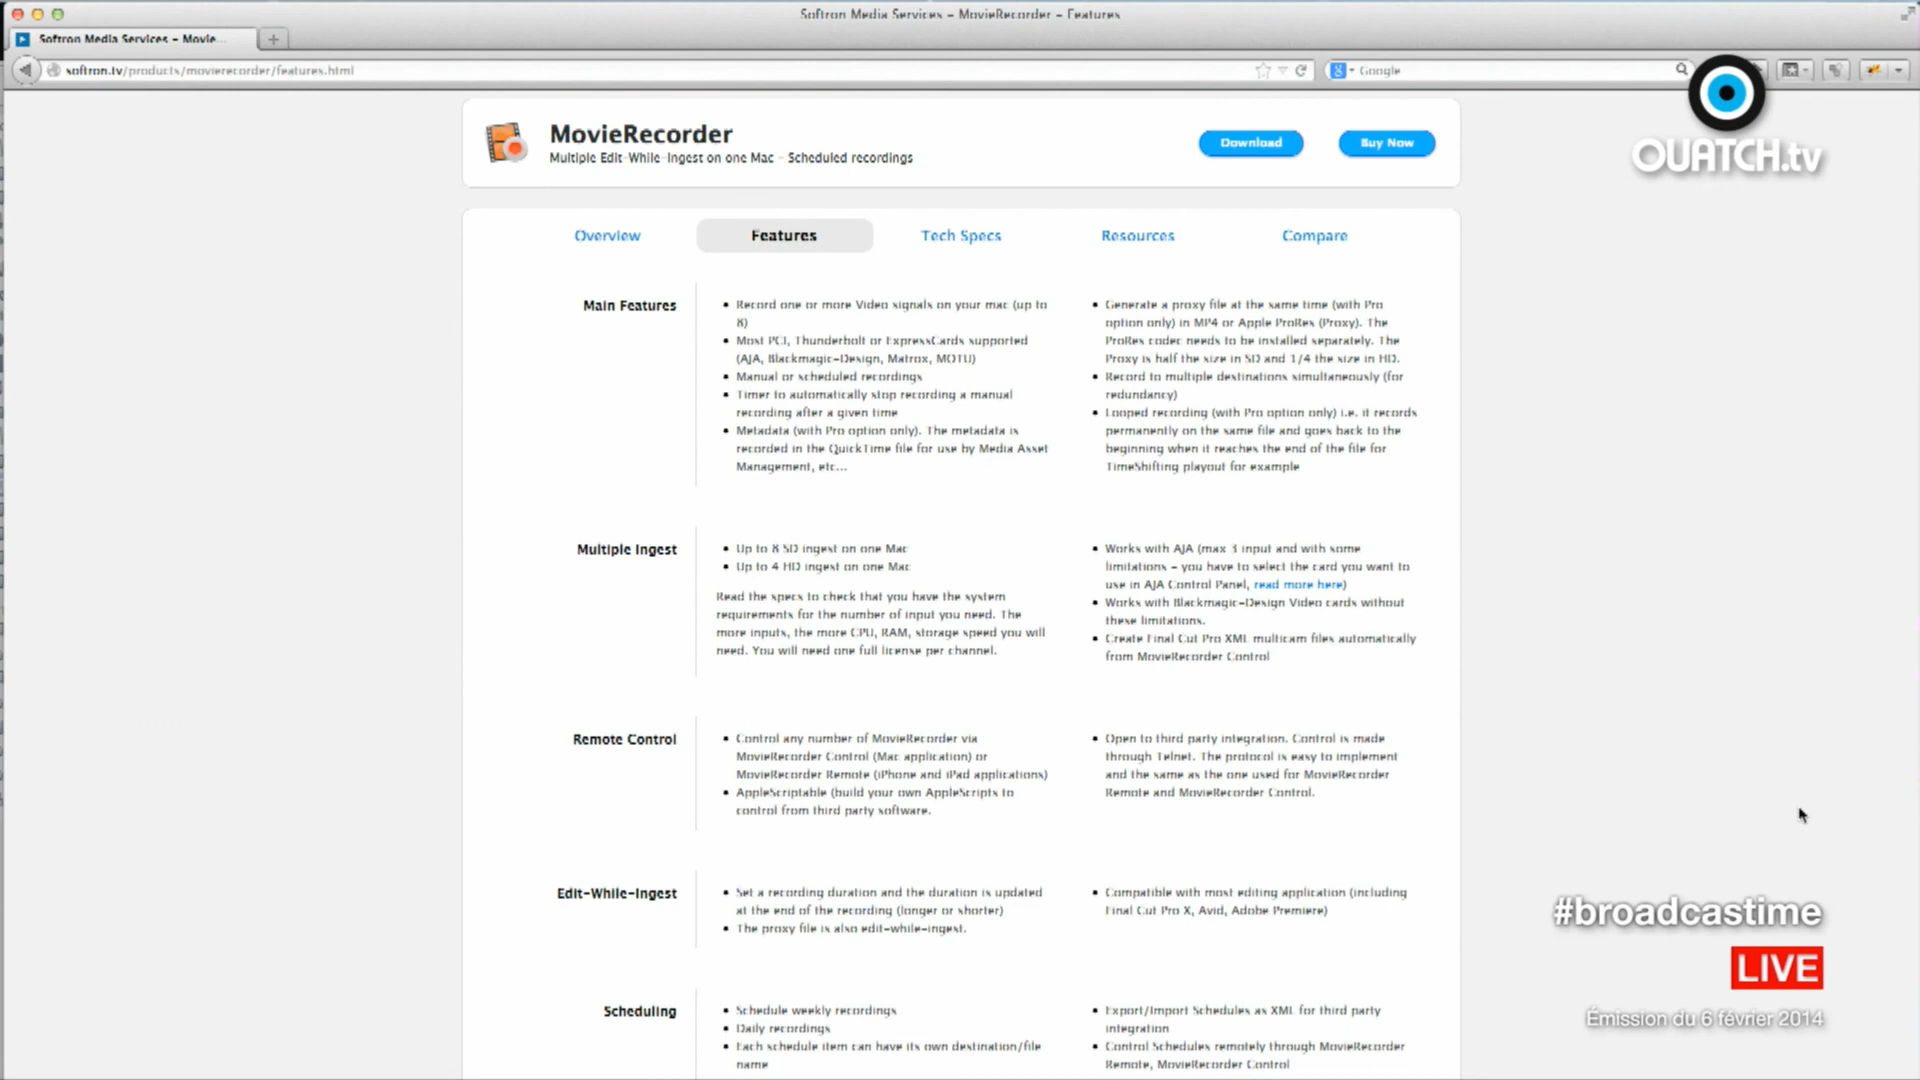 Softron Media Services – MovieRecorder – Features
Softron Media Services – Movie...
softron.tv/products/movierecorder/features.html
Google
OUATCH.tv
MovieRecorder
Multiple Edit-While-Ingest on one Mac - Scheduled recordings
Download
Buy Now
Overview
Features
Tech Specs
Resources
Compare
Main Features
• Record one or more Video signals on your mac (up to
8)
• Most PCI, Thunderbolt or ExpressCards supported
(AJA, Blackmagic-Design, Matrox, MOTU)
• Manual or scheduled recordings
• Timer to automatically stop recording a manual
recording after a given time
• Metadata (with Pro option only). The metadata is
recorded in the QuickTime file for use by Media Asset
Management, etc...
• Generate a proxy file at the same time (with Pro
option only) in MP4 or Apple ProRes (Proxy). The
ProRes codec needs to be installed separately. The
Proxy is half the size in SD and 1/4 the size in HD.
• Record to multiple destinations simultaneously (for
redundancy)
• Looped recording (with Pro option only) i.e. it records
permanently on the same file and goes back to the
beginning when it reaches the end of the file for
TimeShifting playout for example
Multiple Ingest
• Up to 8 SD ingest on one Mac
• Up to 4 HD ingest on one Mac
Read the specs to check that you have the system
requirements for the number of input you need. The
more inputs, the more CPU, RAM, storage speed you will
need. You will need one full license per channel.
• Works with AJA (max 3 input and with some
limitations – you have to select the card you want to
use in AJA Control Panel, read more here)
• Works with Blackmagic-Design Video cards without
these limitations.
• Create Final Cut Pro XML multicam files automatically
from MovieRecorder Control
Remote Control
• Control any number of MovieRecorder via
MovieRecorder Control (Mac application) or
MovieRecorder Remote (iPhone and iPad applications)
• AppleScriptable (build your own AppleScripts to
control from third party software.
• Open to third party integration. Control is made
through Telnet. The protocol is easy to implement
and the same as the one used for MovieRecorder
Remote and MovieRecorder Control.
Edit-While-Ingest
• Set a recording duration and the duration is updated
at the end of the recording (longer or shorter)
• The proxy file is also edit-while-ingest.
• Compatible with most editing application (including
Final Cut Pro X, Avid, Adobe Premiere)
#broadcastime
LIVE
Émission du 6 février 2014
Scheduling
• Schedule weekly recordings
• Daily recordings
• Each schedule item can have its own destination/file
name
• Export/Import Schedules as XML for third party
integration
• Control Schedules remotely through MovieRecorder
Remote, MovieRecorder Control